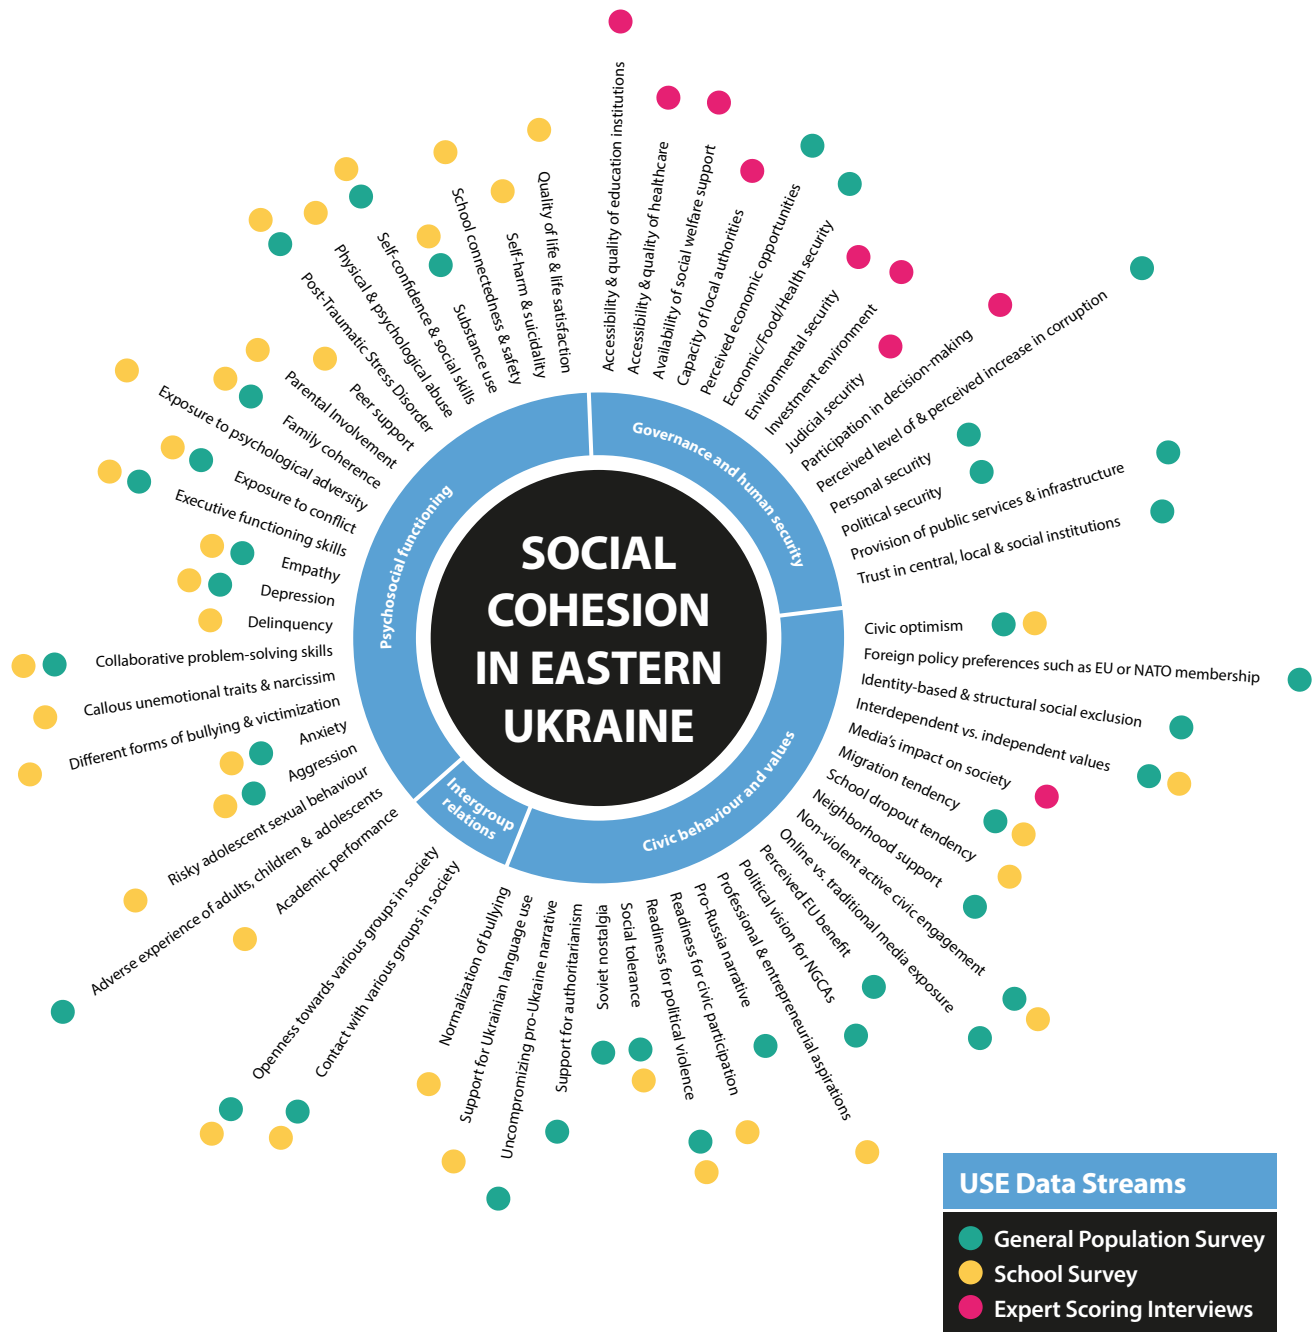 SOCIAL
COHESION
IN EASTERN
UKRAINE
Governance and human security
Accessibility & quality of education institutions
Accessibility & quality of healthcare
Availability of social welfare support
Capacity of local authorities
Perceived economic opportunities
Economic/Food/Health security
Environmental security
Investment environment
Judicial security
Participation in decision-making
Perceived level of & perceived increase in corruption
Personal security
Political security
Provision of public services & infrastructure
Trust in central, local & social institutions
Civic behaviour and values
Civic optimism
Foreign policy preferences such as EU or NATO membership
Identity-based & structural social exclusion
Interdependent vs. independent values
Media's impact on society
Migration tendency
School dropout tendency
Neighborhood support
Non-violent active civic engagement
Online vs. traditional media exposure
Perceived EU benefit
Political vision for NGCAs
Professional & entrepreneurial aspirations
Pro-Russia narrative
Readiness for civic participation
Readiness for political violence
Social tolerance
Soviet nostalgia
Support for authoritarianism
Uncompromizing pro-Ukraine narrative
Support for Ukrainian language use
Normalization of bullying
Intergroup
relations
Contact with various groups in society
Openness towards various groups in society
Psychosocial functioning
Academic performance
Adverse experience of adults, children & adolescents
Risky adolescent sexual behaviour
Aggression
Anxiety
Different forms of bullying & victimization
Callous unemotional traits & narcissim
Collaborative problem-solving skills
Delinquency
Depression
Empathy
Executive functioning skills
Exposure to conflict
Exposure to psychological adversity
Family coherence
Parental Involvement
Peer support
Post-Traumatic Stress Disorder
Physical & psychological abuse
Self-confidence & social skills
Substance use
School connectedness & safety
Self-harm & suicidality
Quality of life & life satisfaction
USE Data Streams
General Population Survey
School Survey
Expert Scoring Interviews